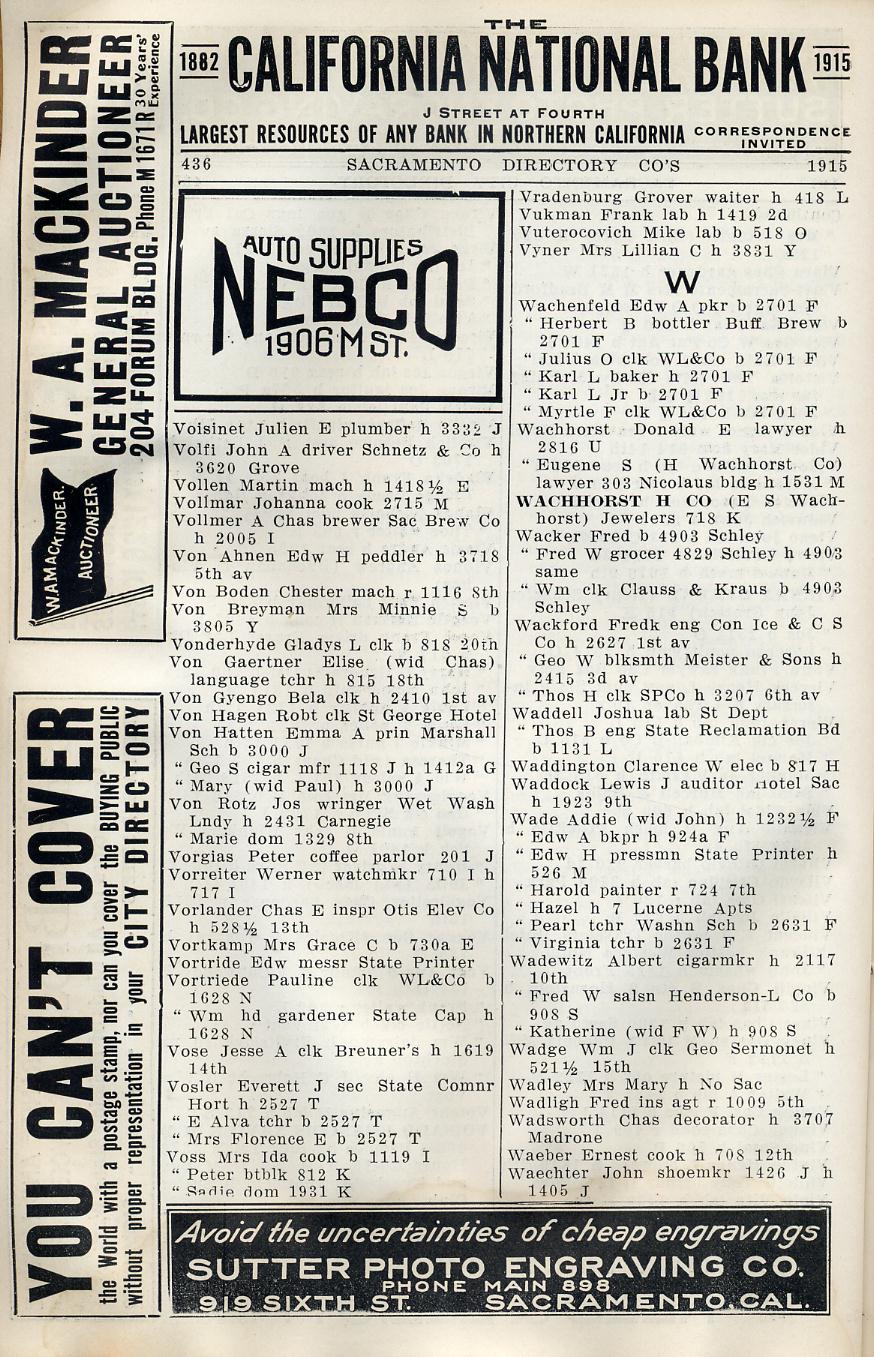 THE
1882 CALIFORNIA NATIONAL BANK 1915
J STREET AT FOURTH
LARGEST RESOURCES OF ANY BANK IN NORTHERN CALIFORNIA CORRESPONDENCE INVITED
436 SACRAMENTO DIRECTORY CO'S 1915
W. A. MACKINDER
GENERAL AUCTIONEER
204 FORUM BLDG. Phone M 1671 R 30 Years' Experience
W.A.MACKINDER.
AUCTIONEER
YOU CAN'T COVER
the World with a postage stamp, nor can you cover the BUYING PUBLIC
without proper representation in your CITY DIRECTORY
AUTO SUPPLIES
NEBCO
1906 M ST.
Voisinet Julien E plumber h 3332 J
Volfi John A driver Schnetz & Co h
3620 Grove
Vollen Martin mach h 1418½ E
Vollmar Johanna cook 2715 M
Vollmer A Chas brewer Sac Brew Co
h 2005 I
Von Ahnen Edw H peddler h 3718
5th av
Von Boden Chester mach r 1116 8th
Von Breyman Mrs Minnie S b
3805 Y
Vonderhyde Gladys L clk b 818 20th
Von Gaertner Elise (wid Chas)
language tchr h 815 18th
Von Gyengo Bela clk h 2410 1st av
Von Hagen Robt clk St George Hotel
Von Hatten Emma A prin Marshall
Sch b 3000 J
“ Geo S cigar mfr 1118 J h 1412a G
“ Mary (wid Paul) h 3000 J
Von Rotz Jos wringer Wet Wash
Lndy h 2431 Carnegie
“ Marie dom 1329 8th
Vorgias Peter coffee parlor 201 J
Vorreiter Werner watchmkr 710 I h
717 I
Vorlander Chas E inspr Otis Elev Co
h 528½ 13th
Vortkamp Mrs Grace C b 730a E
Vortride Edw messr State Printer
Vortriede Pauline clk WL&Co b
1628 N
“ Wm hd gardener State Cap h
1628 N
Vose Jesse A clk Breuner's h 1619
14th
Vosler Everett J sec State Comnr
Hort h 2527 T
“ E Alva tchr b 2527 T
“ Mrs Florence E b 2527 T
Voss Mrs Ida cook b 1119 I
“ Peter btblk 812 K
“ Sadie dom 1931 K
Vradenburg Grover waiter h 418 L
Vukman Frank lab h 1419 2d
Vuterocovich Mike lab b 518 O
Vyner Mrs Lillian C h 3831 Y
W
Wachenfeld Edw A pkr b 2701 F
“ Herbert B bottler Buff Brew b
2701 F
“ Julius O clk WL&Co b 2701 F
“ Karl L baker h 2701 F
“ Karl L Jr b 2701 F
“ Myrtle F clk WL&Co b 2701 F
Wachhorst Donald E lawyer h
2816 U
“ Eugene S (H Wachhorst Co)
lawyer 303 Nicolaus bldg h 1531 M
WACHHORST H CO (E S Wach-
horst) Jewelers 718 K
Wacker Fred b 4903 Schley
“ Fred W grocer 4829 Schley h 4903
same
“ Wm clk Clauss & Kraus b 4903
Schley
Wackford Fredk eng Con Ice & C S
Co h 2627 1st av
“ Geo W blksmth Meister & Sons h
2415 3d av
“ Thos H clk SPCo h 3207 6th av
Waddell Joshua lab St Dept
“ Thos B eng State Reclamation Bd
b 1131 L
Waddington Clarence W elec b 817 H
Waddock Lewis J auditor Hotel Sac
h 1923 9th
Wade Addie (wid John) h 1232½ F
“ Edw A bkpr h 924a F
“ Edw H pressmn State Printer h
526 M
“ Harold painter r 724 7th
“ Hazel h 7 Lucerne Apts
“ Pearl tchr Washn Sch b 2631 F
“ Virginia tchr b 2631 F
Wadewitz Albert cigarmkr h 2117
10th
“ Fred W salsn Henderson-L Co b
908 S
“ Katherine (wid F W) h 908 S
Wadge Wm J clk Geo Sermonet h
521½ 15th
Wadley Mrs Mary h No Sac
Wadligh Fred ins agt r 1009 5th
Wadsworth Chas decorator h 3707
Madrone
Waeber Ernest cook h 708 12th
Waechter John shoemkr 1426 J h
1405 J
Avoid the uncertainties of cheap engravings
SUTTER PHOTO ENGRAVING CO.
PHONE MAIN 898
919 SIXTH ST. SACRAMENTO. CAL.